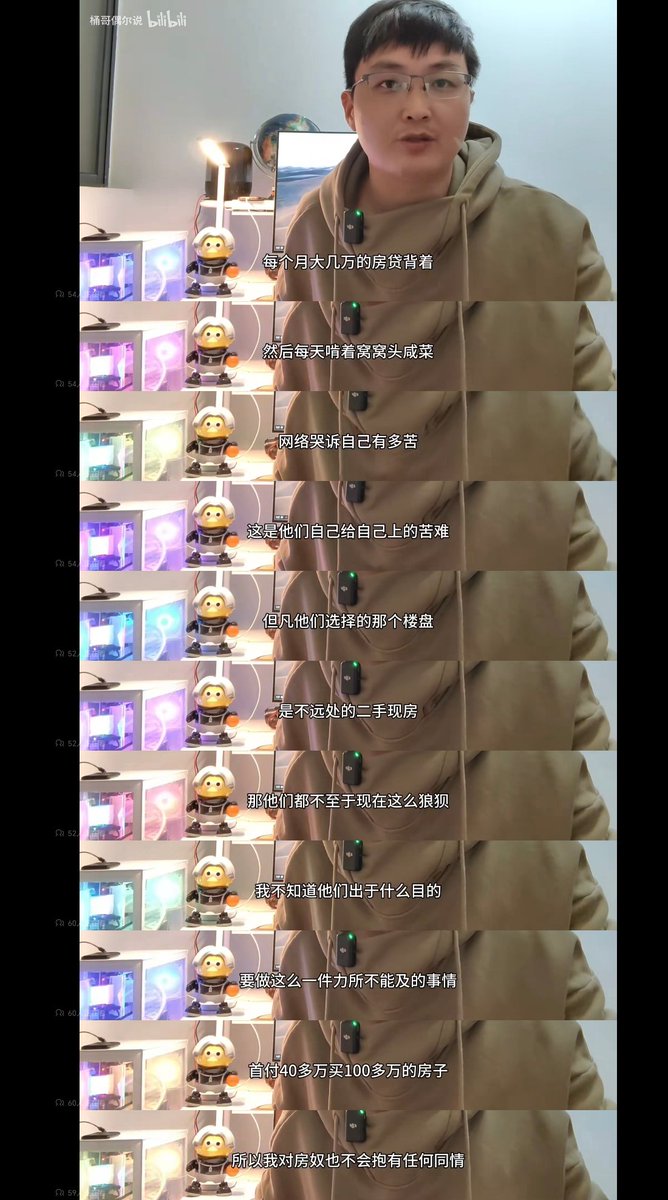 桶哥偶尔说 bilibili
每个月大几万的房贷背着
然后每天啃着窝窝头咸菜
网络哭诉自己有多苦
这是他们自己给自己上的苦难
但凡他们选择的那个楼盘
是不远处的二手现房
那他们都不至于现在这么狼狈
我不知道他们出于什么目的
要做这么一件力所不能及的事情
首付40多万买100多万的房子
所以我对房奴也不会抱有任何同情